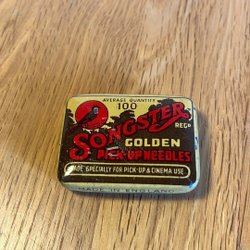 AVERAGE QUANTITY
100
SONGSTER
REGD
GOLDEN
PICK-UP NEEDLES
MADE SPECIALLY FOR PICK-UP & CINEMA USE
MADE IN ENGLAND